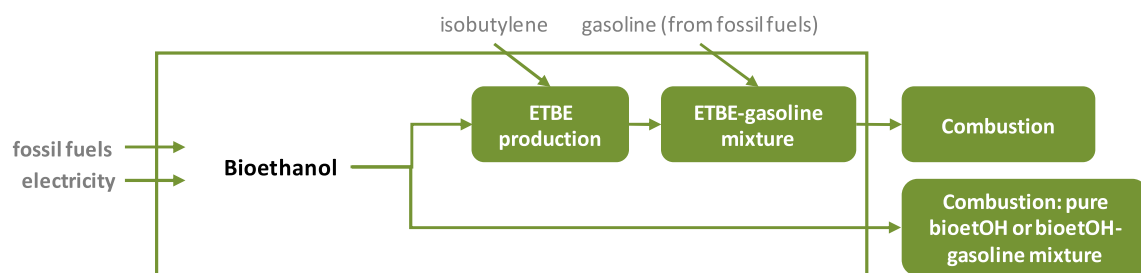 isobutylene
gasoline (from fossil fuels)
ETBE
production
ETBE-gasoline
mixture
Combustion
fossil fuels
electricity
Bioethanol
Combustion: pure
bioetOH or bioetOH-
gasoline mixture